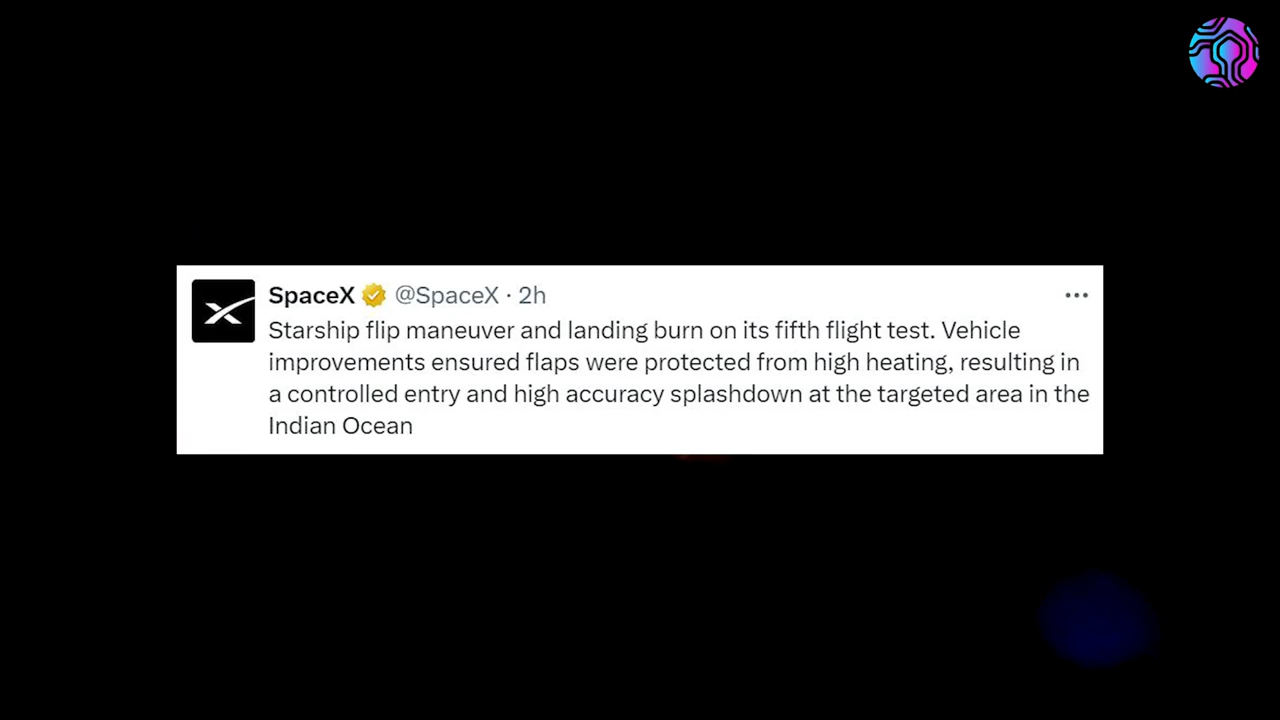 SpaceX @SpaceX · 2h
Starship flip maneuver and landing burn on its fifth flight test. Vehicle
improvements ensured flaps were protected from high heating, resulting in
a controlled entry and high accuracy splashdown at the targeted area in the
Indian Ocean